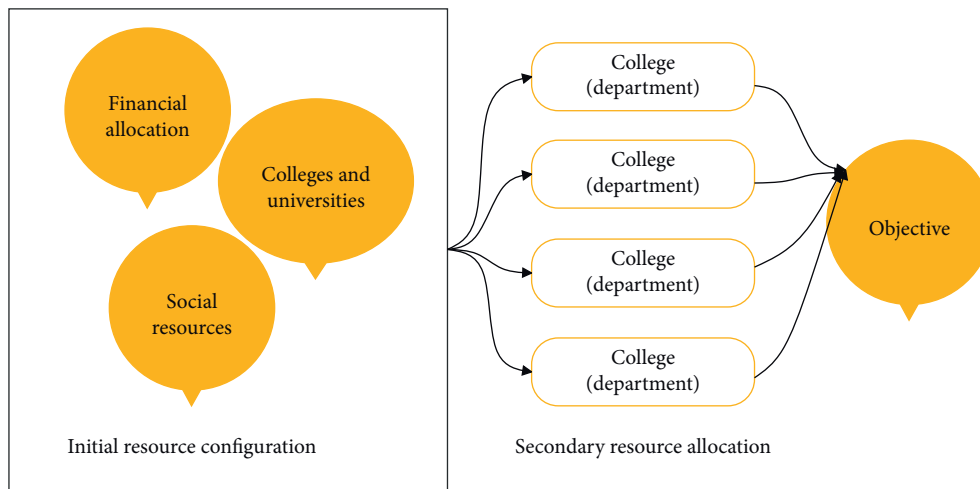 Financial
allocation
Colleges and
universities
Social
resources
Initial resource configuration
College
(department)
College
(department)
College
(department)
College
(department)
Secondary resource allocation
Objective